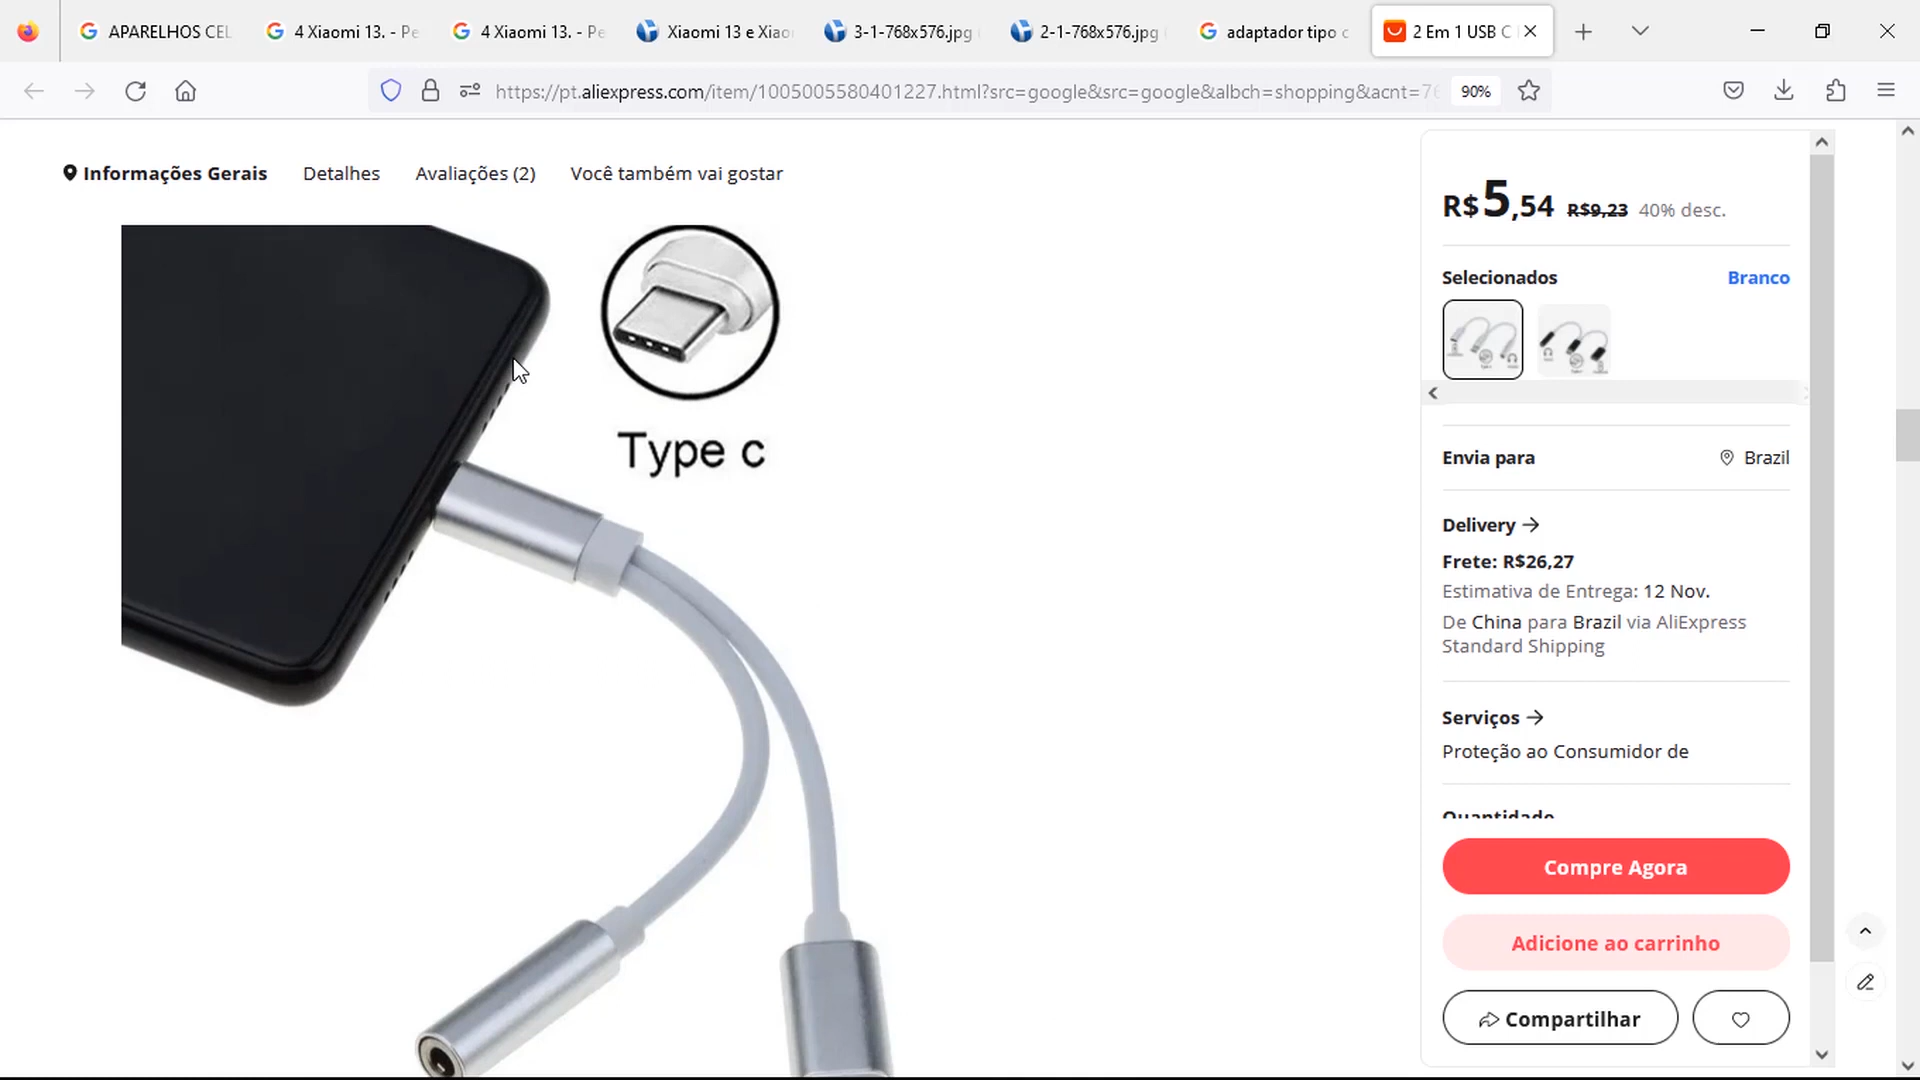 APARELHOS CEL
4 Xiaomi 13. - Pe
4 Xiaomi 13. - Pe
Xiaomi 13 e Xiao
3-1-768x576.jpg
2-1-768x576.jpg
adaptador tipo c
2 Em 1 USB C
https://pt.aliexpress.com/item/1005005580401227.html?src=google&src=google&albch=shopping&acnt=76
90%
Informações Gerais
Detalhes
Avaliações (2)
Você também vai gostar
Type c
R$5,54 R$9,23 40% desc.
Selecionados
Branco
Envia para
Brazil
Delivery
Frete: R$26,27
Estimativa de Entrega: 12 Nov.
De China para Brazil via AliExpress
Standard Shipping
Serviços
Proteção ao Consumidor de
Quantidade
Compre Agora
Adicione ao carrinho
Compartilhar